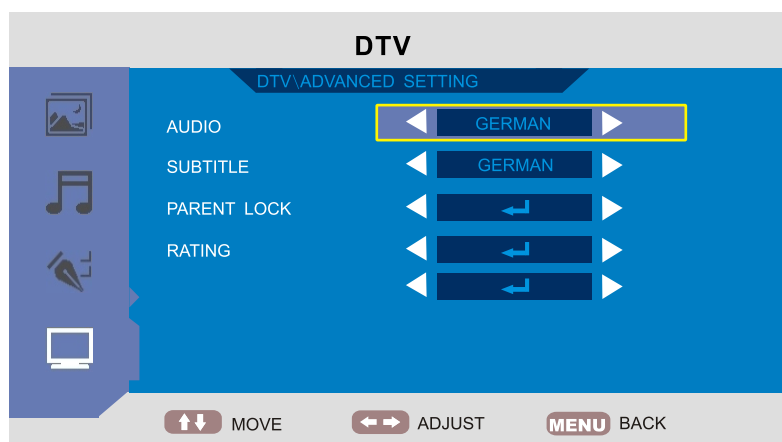 DTV
DTV\ADVANCED SETTING
AUDIO GERMAN
SUBTITLE GERMAN
PARENT LOCK
RATING
MOVE ADJUST MENU BACK